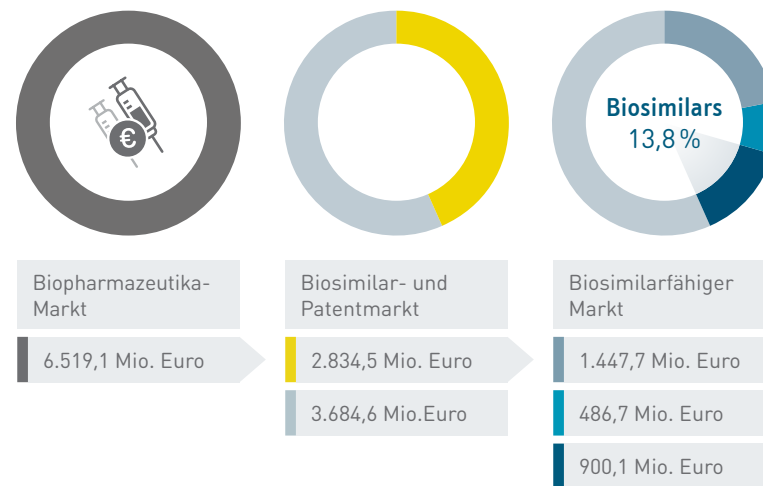 €
Biosimilars
13,8 %
Biopharmazeutika-
Markt
6.519,1 Mio. Euro
Biosimilar- und
Patentmarkt
2.834,5 Mio. Euro
3.684,6 Mio.Euro
Biosimilarfähiger
Markt
1.447,7 Mio. Euro
486,7 Mio. Euro
900,1 Mio. Euro